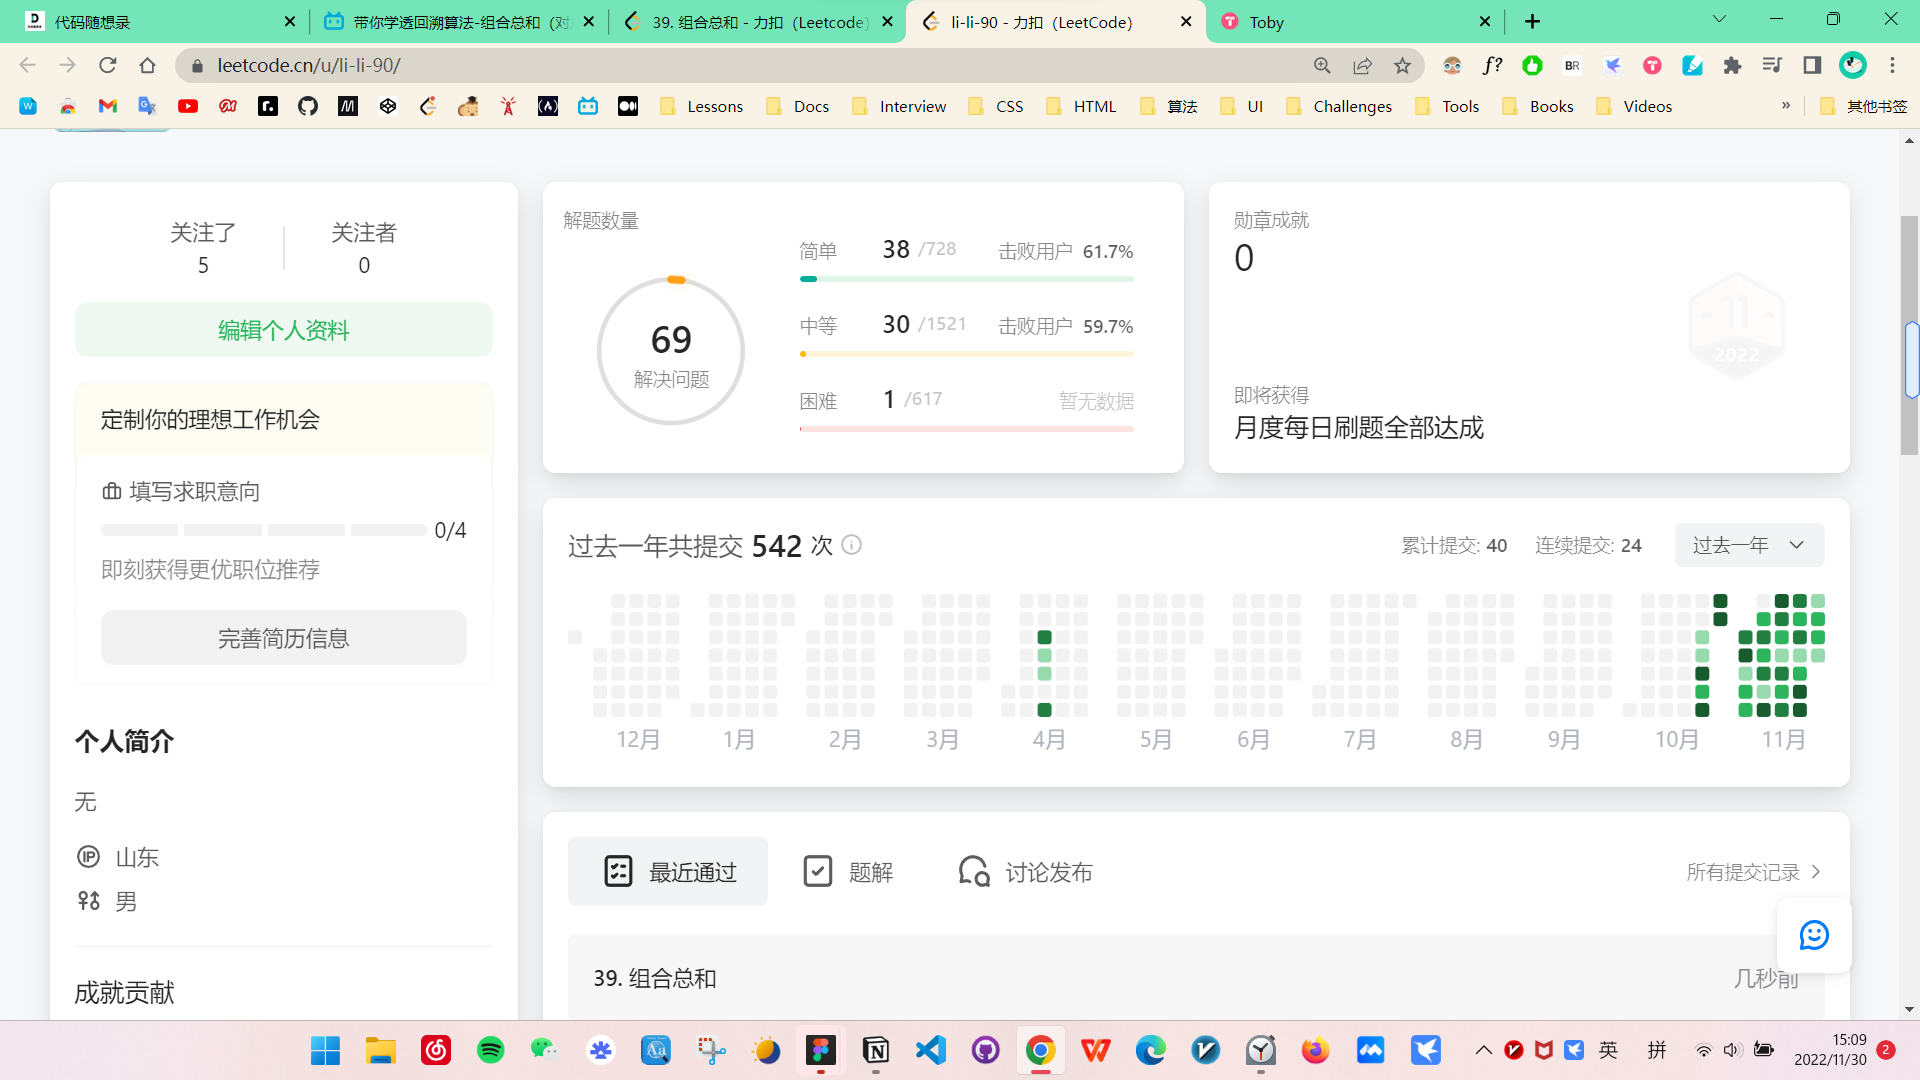 代码随想录
带你学透回溯算法-组合总和（对
39. 组合总和 - 力扣（Leetcode）
li-li-90 - 力扣（LeetCode）
Toby
leetcode.cn/u/li-li-90/
f?
BR
Lessons
Docs
Interview
CSS
HTML
算法
UI
Challenges
Tools
Books
Videos
»
其他书签
关注了
5
关注者
0
编辑个人资料
定制你的理想工作机会
填写求职意向
0/4
即刻获得更优职位推荐
完善简历信息
个人简介
无
IP
山东
男
成就贡献
解题数量
69
解决问题
简单 38 /728 击败用户 61.7%
中等 30 /1521 击败用户 59.7%
困难 1 /617 暂无数据
勋章成就
0
11
2022
即将获得
月度每日刷题全部达成
过去一年共提交 542 次
累计提交: 40
连续提交: 24
过去一年
12月 1月 2月 3月 4月 5月 6月 7月 8月 9月 10月 11月
最近通过
题解
讨论发布
所有提交记录
39. 组合总和
几秒前
英
拼
15:09
2022/11/30
2